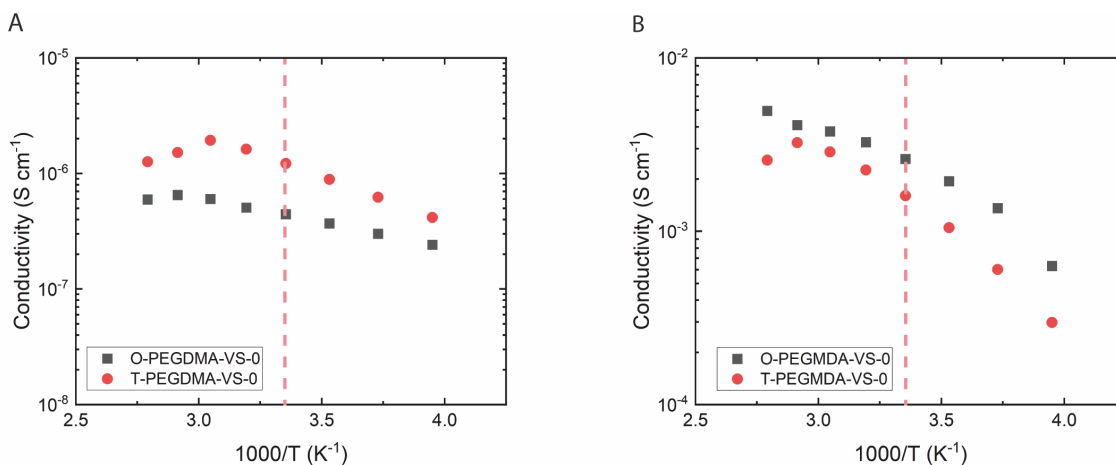 A
10⁻⁵
10⁻⁶
10⁻⁷
10⁻⁸
Conductivity (S cm⁻¹)
O-PEGDMA-VS-0
T-PEGDMA-VS-0
2.5 3.0 3.5 4.0
1000/T (K⁻¹)
B
10⁻²
10⁻³
10⁻⁴
Conductivity (S cm⁻¹)
O-PEGMDA-VS-0
T-PEGMDA-VS-0
2.5 3.0 3.5 4.0
1000/T (K⁻¹)